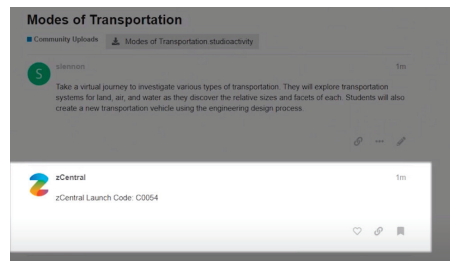 Modes of Transportation
Community Uploads Modes of Transportation.studioactivity
S slennon 1m
Take a virtual journey to investigate various types of transportation. They will explore transportation
systems for land, air, and water as they discover the relative sizes and facets of each. Students will also
create a new transportation vehicle using the engineering design process.
zCentral 1m
zCentral Launch Code: C0054